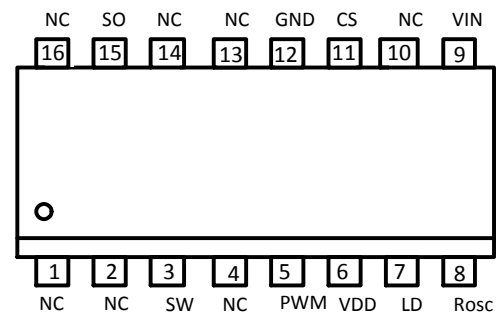 NC SO NC NC GND CS NC VIN
16 15 14 13 12 11 10 9
1 2 3 4 5 6 7 8
NC NC SW NC PWM VDD LD Rosc